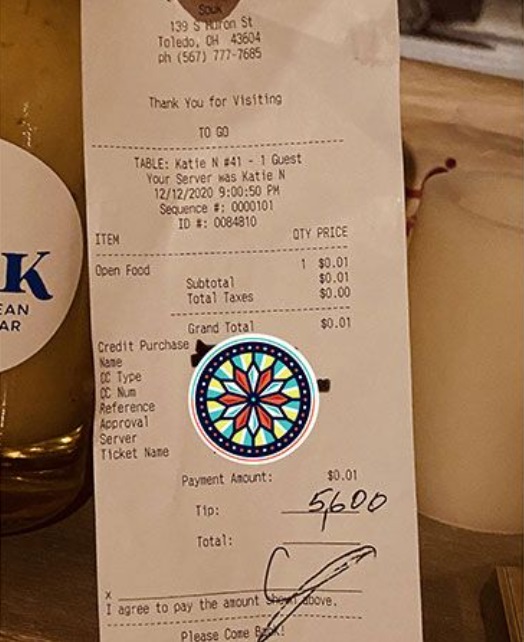 Souk
139 S Huron St
Toledo, OH 43604
ph (567) 777-7685
Thank You for Visiting
TO GO
TABLE: Katie N #41 - 1 Guest
Your Server was Katie N
12/12/2020 9:00:50 PM
Sequence #: 0000101
ID #: 0084810
ITEM QTY PRICE
Open Food 1 $0.01
Subtotal $0.01
Total Taxes $0.00
Grand Total $0.01
Credit Purchase
Name
CC Type
CC Num
Reference
Approval
Server
Ticket Name
Payment Amount: $0.01
Tip: 5,600
Total:
x
I agree to pay the amount shown above.
Please Come Back!
K
EAN
AR